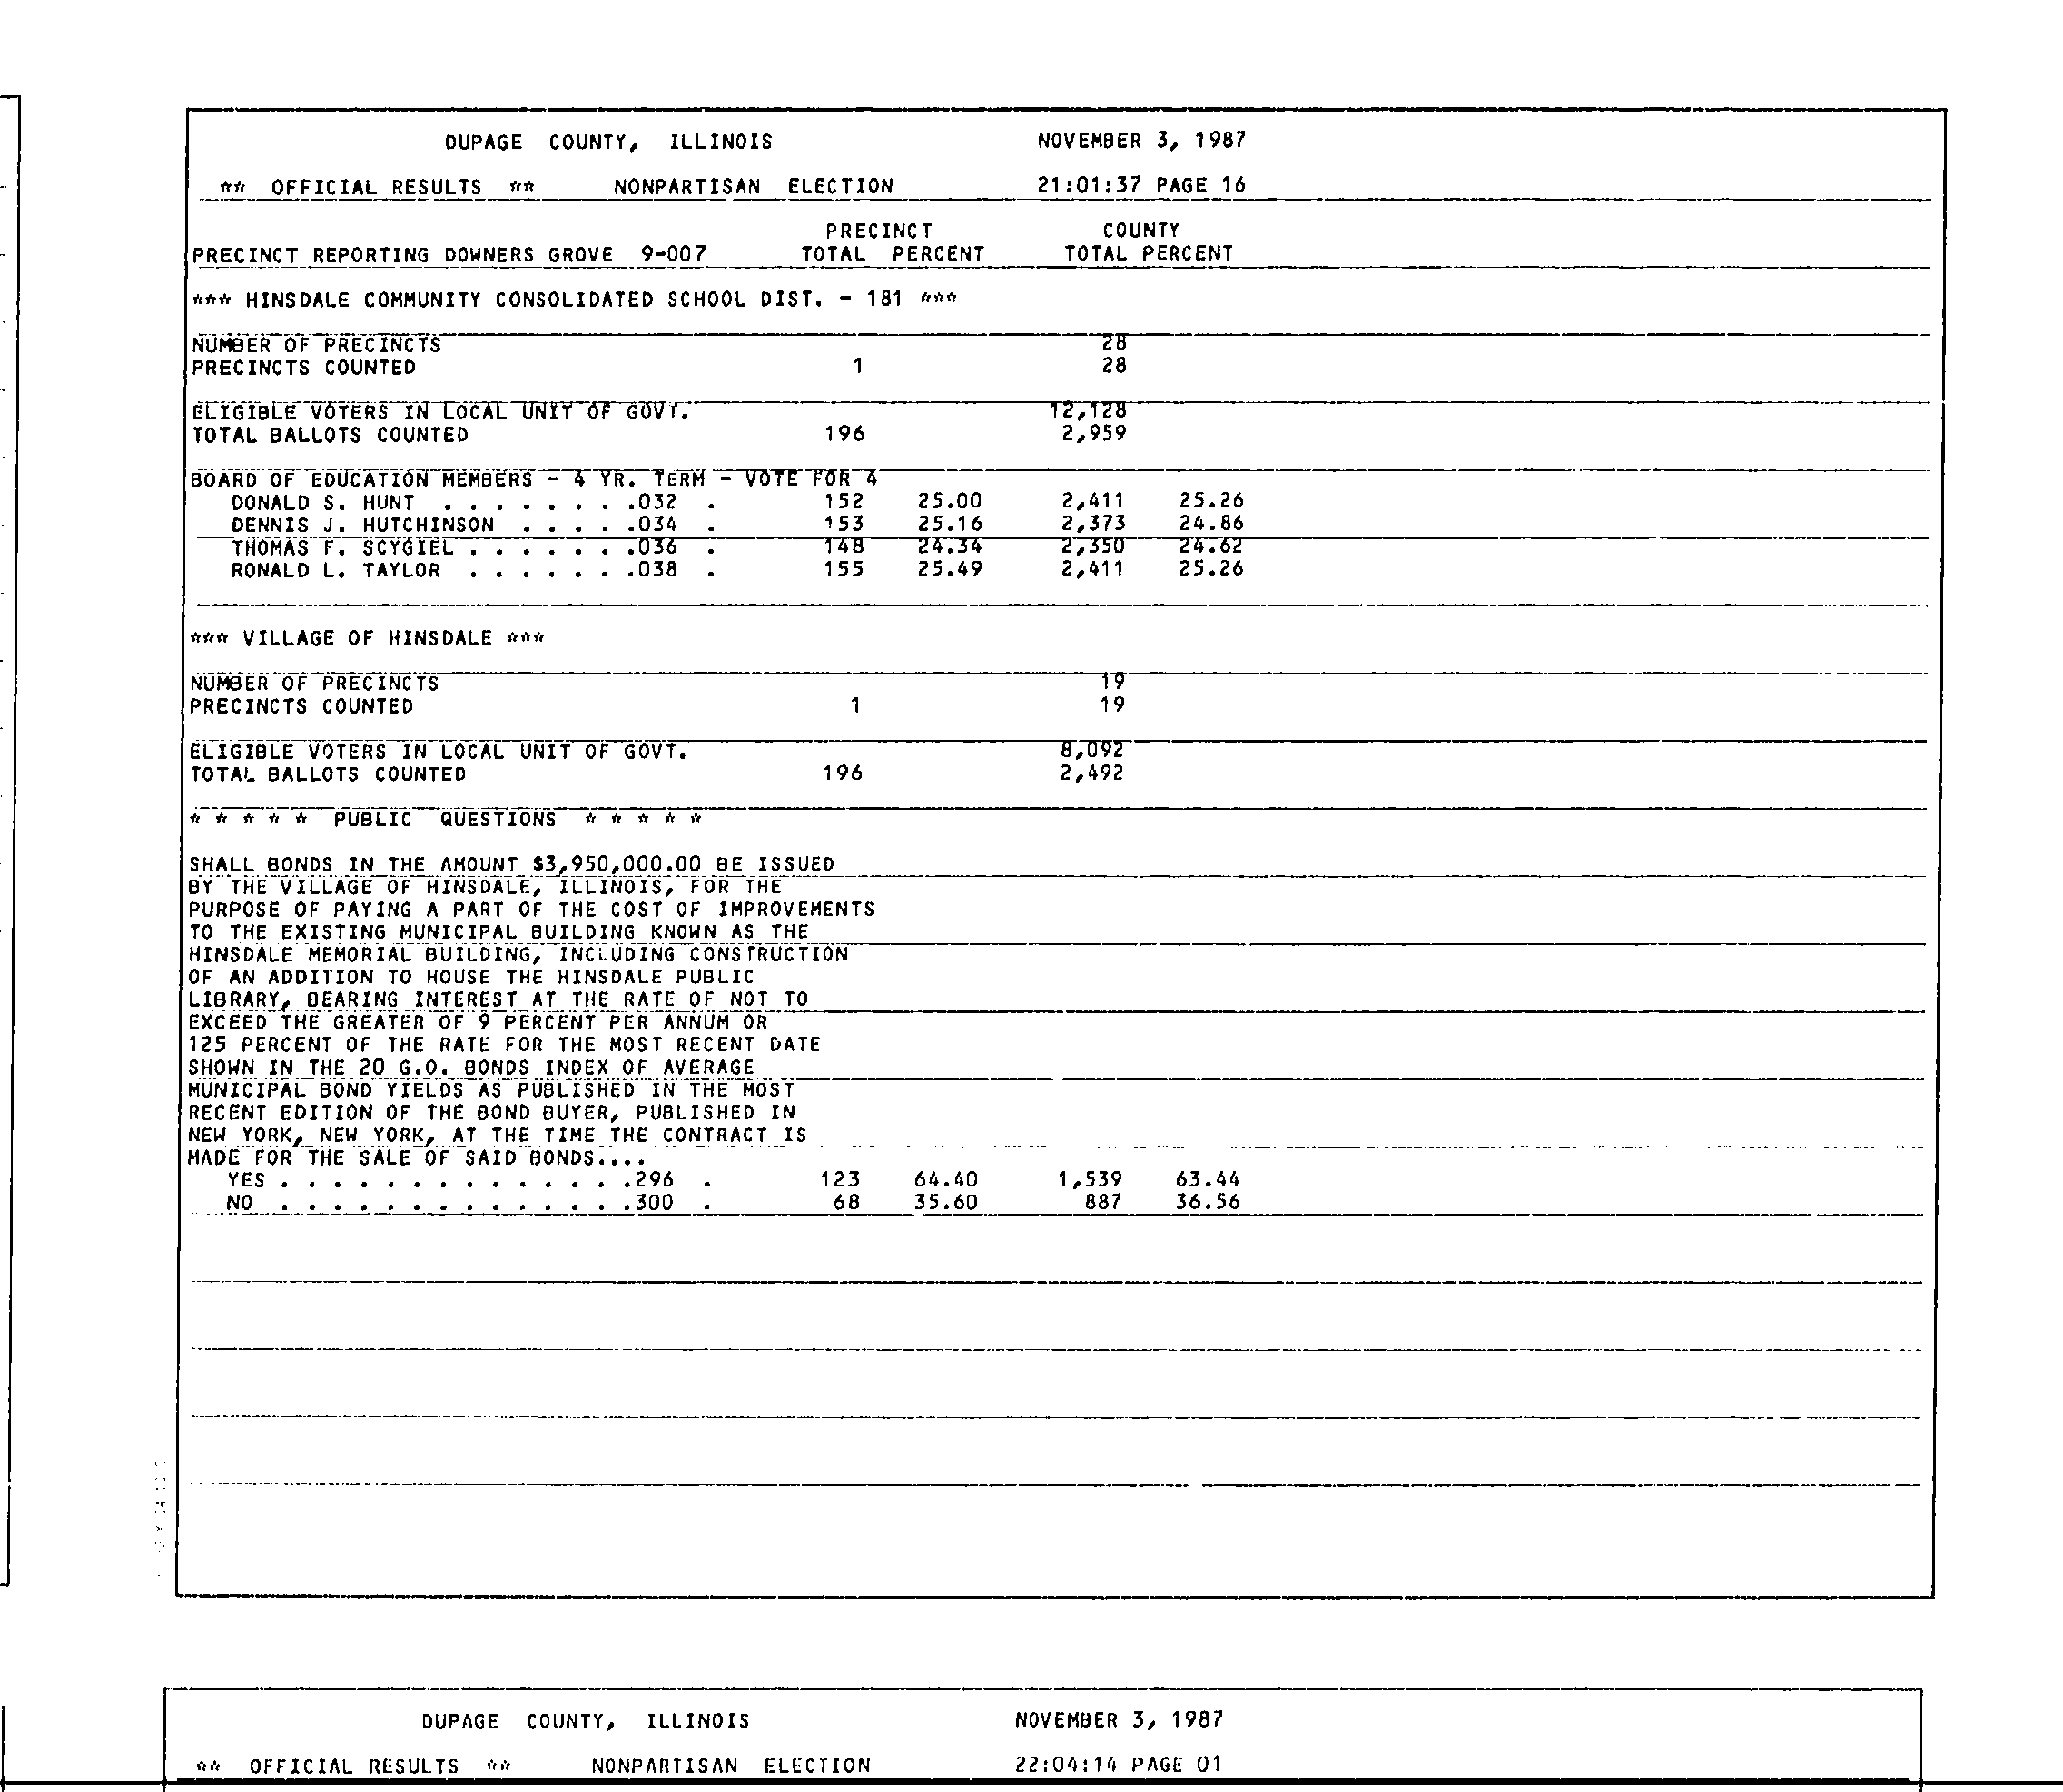 DUPAGE COUNTY, ILLINOIS NOVEMBER 3, 1987
** OFFICIAL RESULTS ** NONPARTISAN ELECTION 21:01:37 PAGE 16
PRECINCT COUNTY
PRECINCT REPORTING DOWNERS GROVE 9-007 TOTAL PERCENT TOTAL PERCENT
*** HINSDALE COMMUNITY CONSOLIDATED SCHOOL DIST. - 181 ***
NUMBER OF PRECINCTS 28
PRECINCTS COUNTED 1 28
ELIGIBLE VOTERS IN LOCAL UNIT OF GOVT. 12,128
TOTAL BALLOTS COUNTED 196 2,959
BOARD OF EDUCATION MEMBERS - 4 YR. TERM - VOTE FOR 4
DONALD S. HUNT . . . . . . . .032 . 152 25.00 2,411 25.26
DENNIS J. HUTCHINSON . . . . .034 . 153 25.16 2,373 24.86
THOMAS F. SCYGIEL . . . . . . .036 . 148 24.34 2,350 24.62
RONALD L. TAYLOR . . . . . . .038 . 155 25.49 2,411 25.26
*** VILLAGE OF HINSDALE ***
NUMBER OF PRECINCTS 19
PRECINCTS COUNTED 1 19
ELIGIBLE VOTERS IN LOCAL UNIT OF GOVT. 8,092
TOTAL BALLOTS COUNTED 196 2,492
* * * * * PUBLIC QUESTIONS * * * * *
SHALL BONDS IN THE AMOUNT $3,950,000.00 BE ISSUED
BY THE VILLAGE OF HINSDALE, ILLINOIS, FOR THE
PURPOSE OF PAYING A PART OF THE COST OF IMPROVEMENTS
TO THE EXISTING MUNICIPAL BUILDING KNOWN AS THE
HINSDALE MEMORIAL BUILDING, INCLUDING CONSTRUCTION
OF AN ADDITION TO HOUSE THE HINSDALE PUBLIC
LIBRARY, BEARING INTEREST AT THE RATE OF NOT TO
EXCEED THE GREATER OF 9 PERCENT PER ANNUM OR
125 PERCENT OF THE RATE FOR THE MOST RECENT DATE
SHOWN IN THE 20 G.O. BONDS INDEX OF AVERAGE
MUNICIPAL BOND YIELDS AS PUBLISHED IN THE MOST
RECENT EDITION OF THE BOND BUYER, PUBLISHED IN
NEW YORK, NEW YORK, AT THE TIME THE CONTRACT IS
MADE FOR THE SALE OF SAID BONDS....
YES . . . . . . . . . . . . . .296 . 123 64.40 1,539 63.44
NO . . . . . . . . . . . . . .300 . 68 35.60 887 36.56
DUPAGE COUNTY, ILLINOIS NOVEMBER 3, 1987
** OFFICIAL RESULTS ** NONPARTISAN ELECTION 22:04:14 PAGE 01